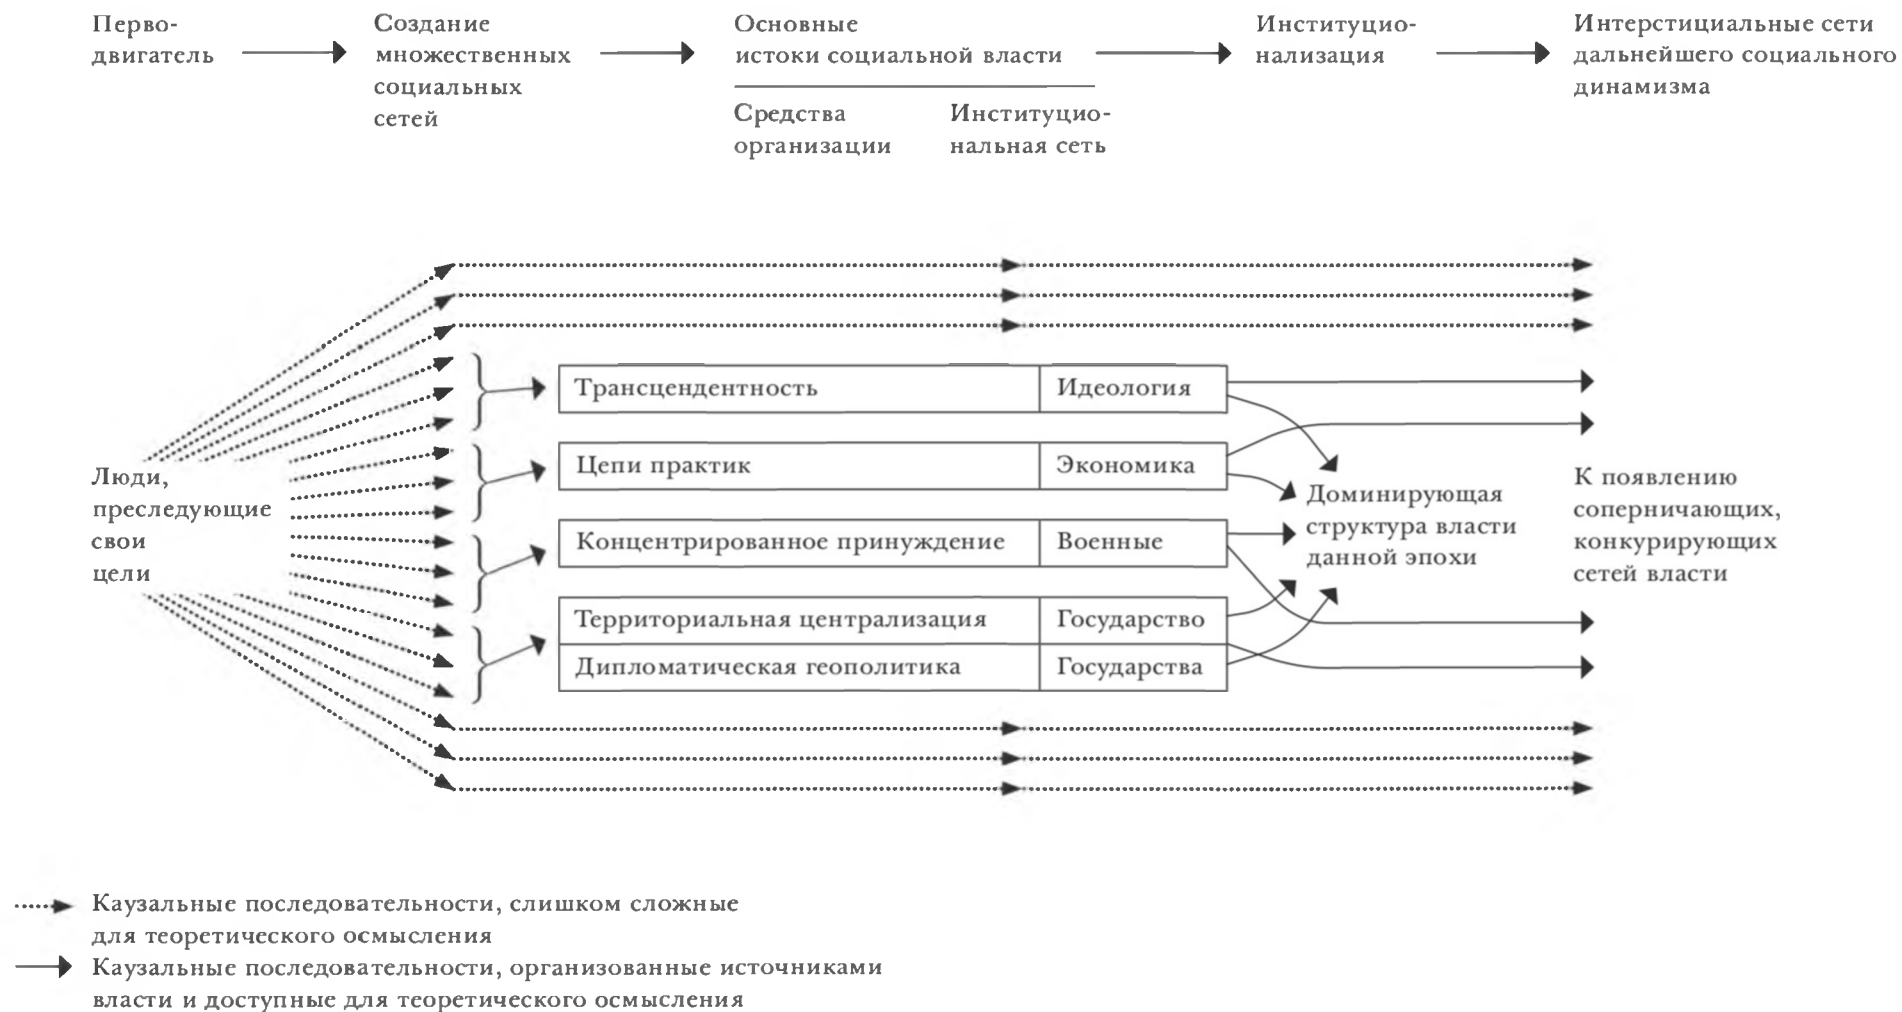 Перво-
двигатель
Создание
множественных
социальных
сетей
Основные
истоки социальной власти
Средства
организации
Институцио-
нальная сеть
Институцио-
нализация
Интерстициальные сети
дальнейшего социального
динамизма
Люди,
преследующие
свои
цели
Трансцендентность
Идеология
Цепи практик
Экономика
Концентрированное принуждение
Военные
Территориальная централизация
Государство
Дипломатическая геополитика
Государства
Доминирующая
структура власти
данной эпохи
К появлению
соперничающих,
конкурирующих
сетей власти
Каузальные последовательности, слишком сложные
для теоретического осмысления
Каузальные последовательности, организованные источниками
власти и доступные для теоретического осмысления